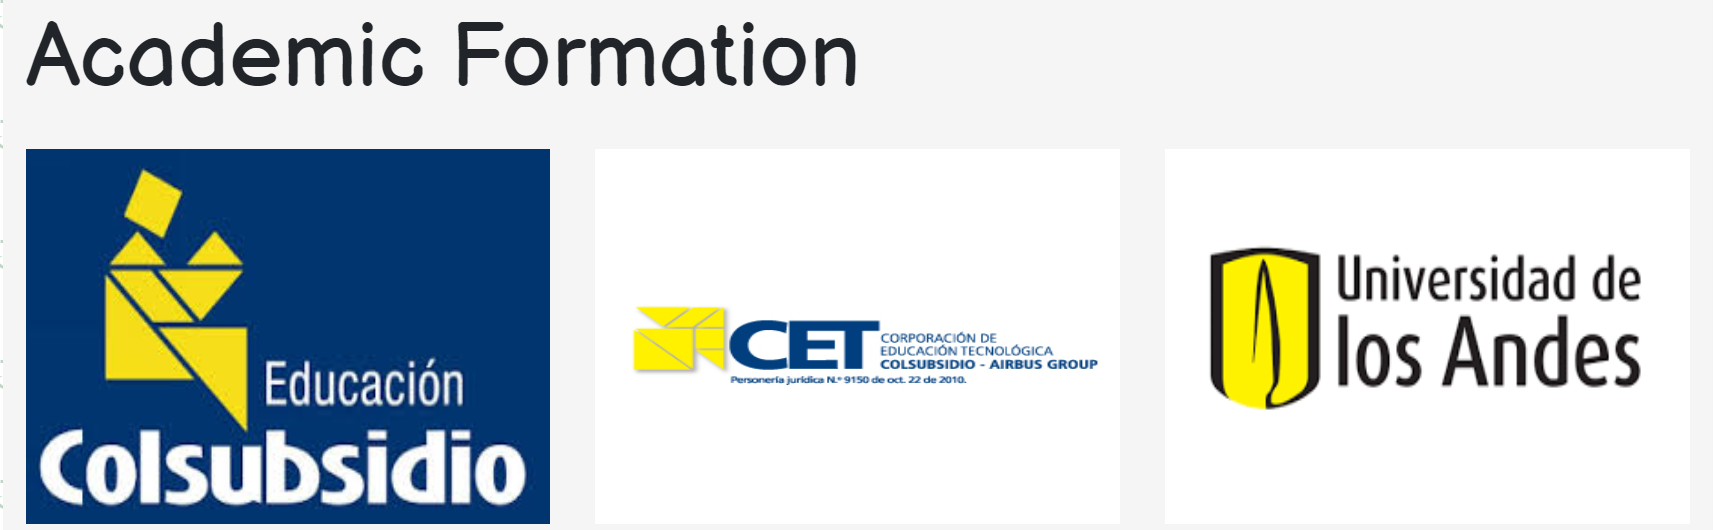 Academic Formation
Educación
Colsubsidio
CET
CORPORACIÓN DE
EDUCACIÓN TECNOLÓGICA
COLSUBSIDIO - AIRBUS GROUP
Personería jurídica N.º 9150 de oct. 22 de 2010.
Universidad de
los Andes